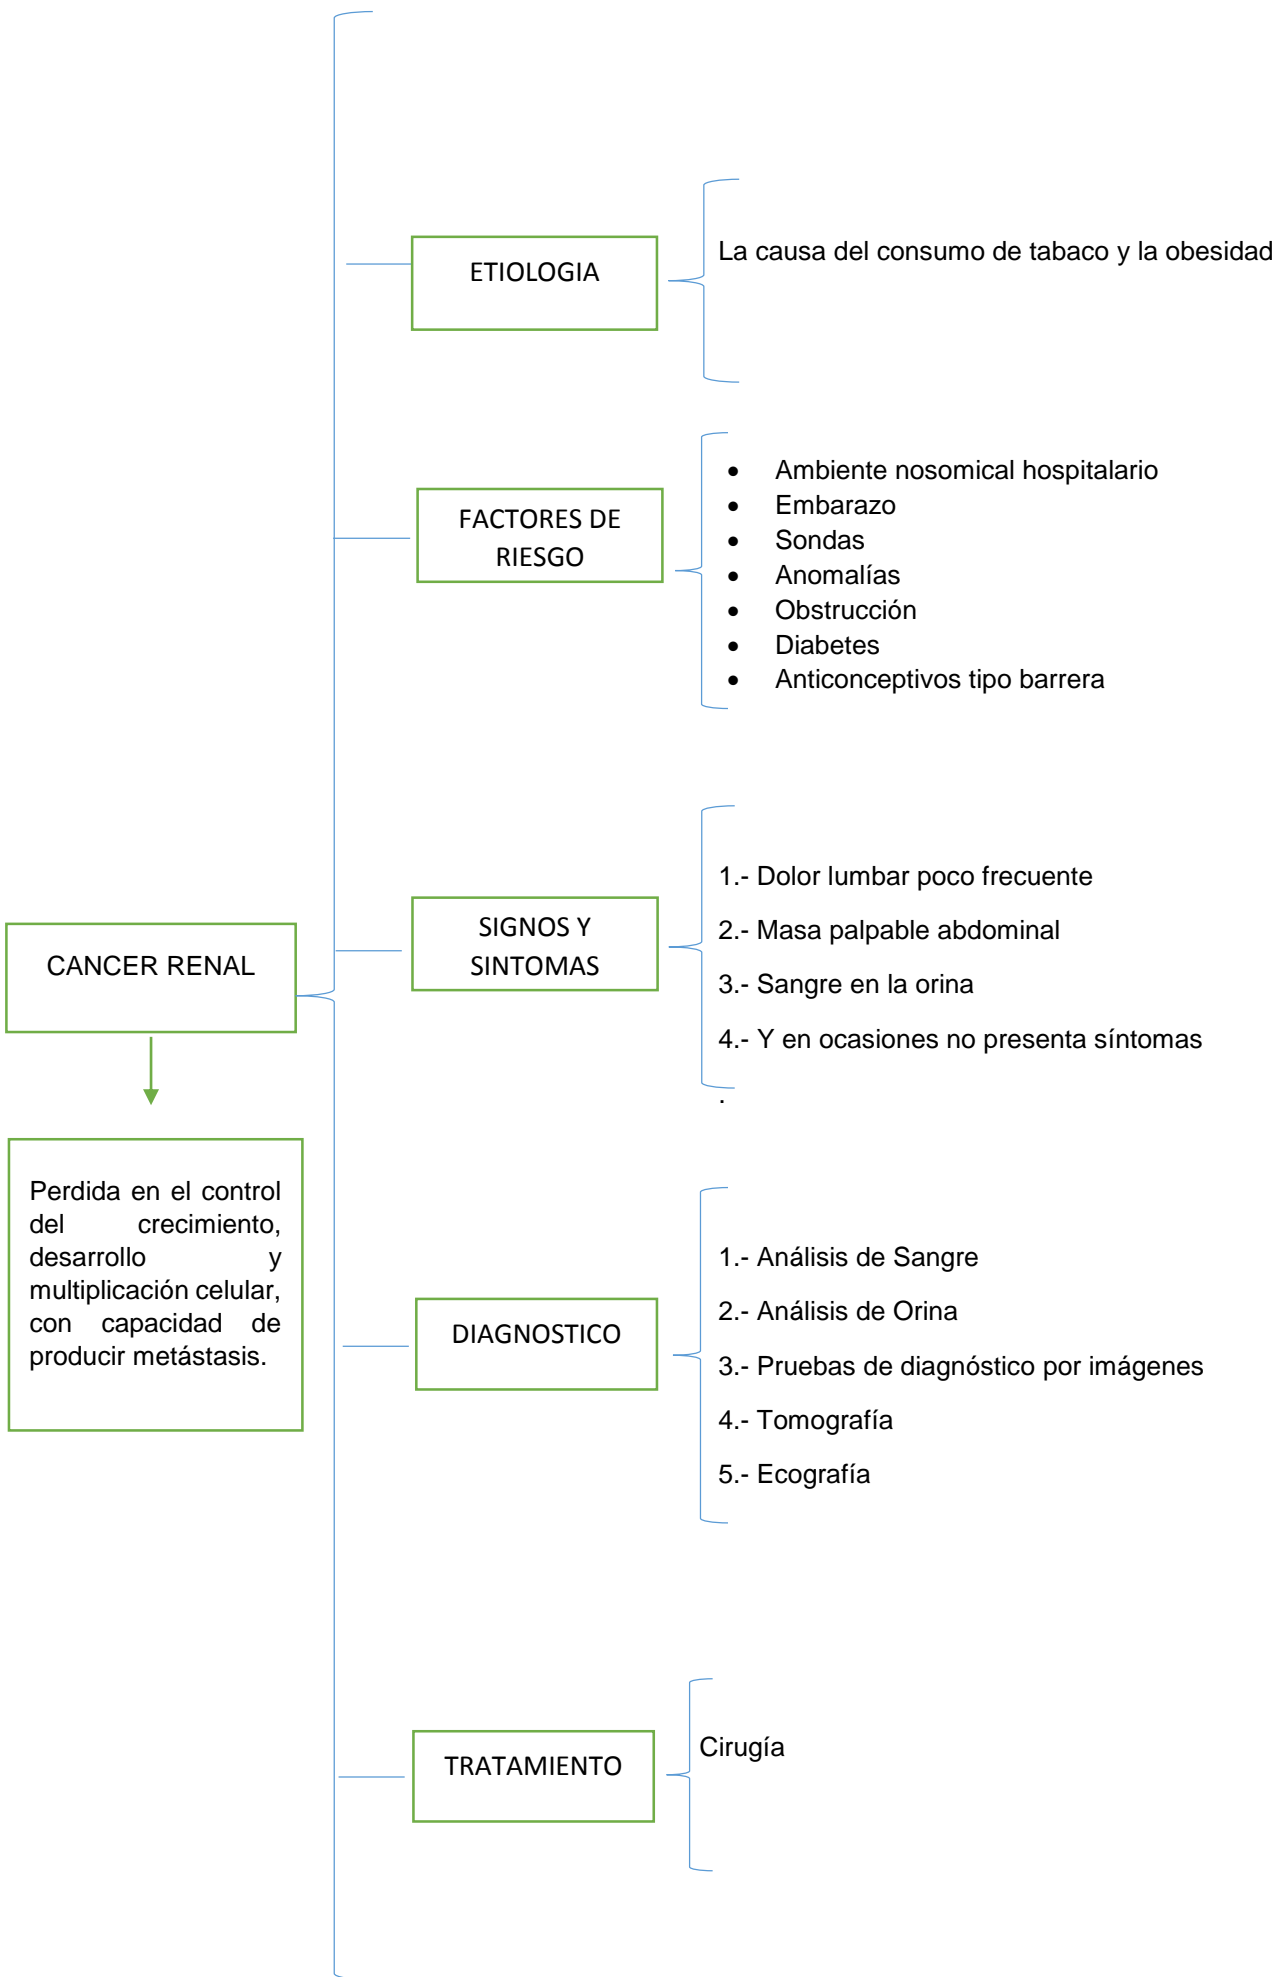 CANCER RENAL
Perdida en el control
del crecimiento,
desarrollo y
multiplicación celular,
con capacidad de
producir metástasis.
ETIOLOGIA
La causa del consumo de tabaco y la obesidad
FACTORES DE
RIESGO
• Ambiente nosomical hospitalario
• Embarazo
• Sondas
• Anomalías
• Obstrucción
• Diabetes
• Anticonceptivos tipo barrera
SIGNOS Y
SINTOMAS
1.- Dolor lumbar poco frecuente
2.- Masa palpable abdominal
3.- Sangre en la orina
4.- Y en ocasiones no presenta síntomas
.
DIAGNOSTICO
1.- Análisis de Sangre
2.- Análisis de Orina
3.- Pruebas de diagnóstico por imágenes
4.- Tomografía
5.- Ecografía
TRATAMIENTO
Cirugía